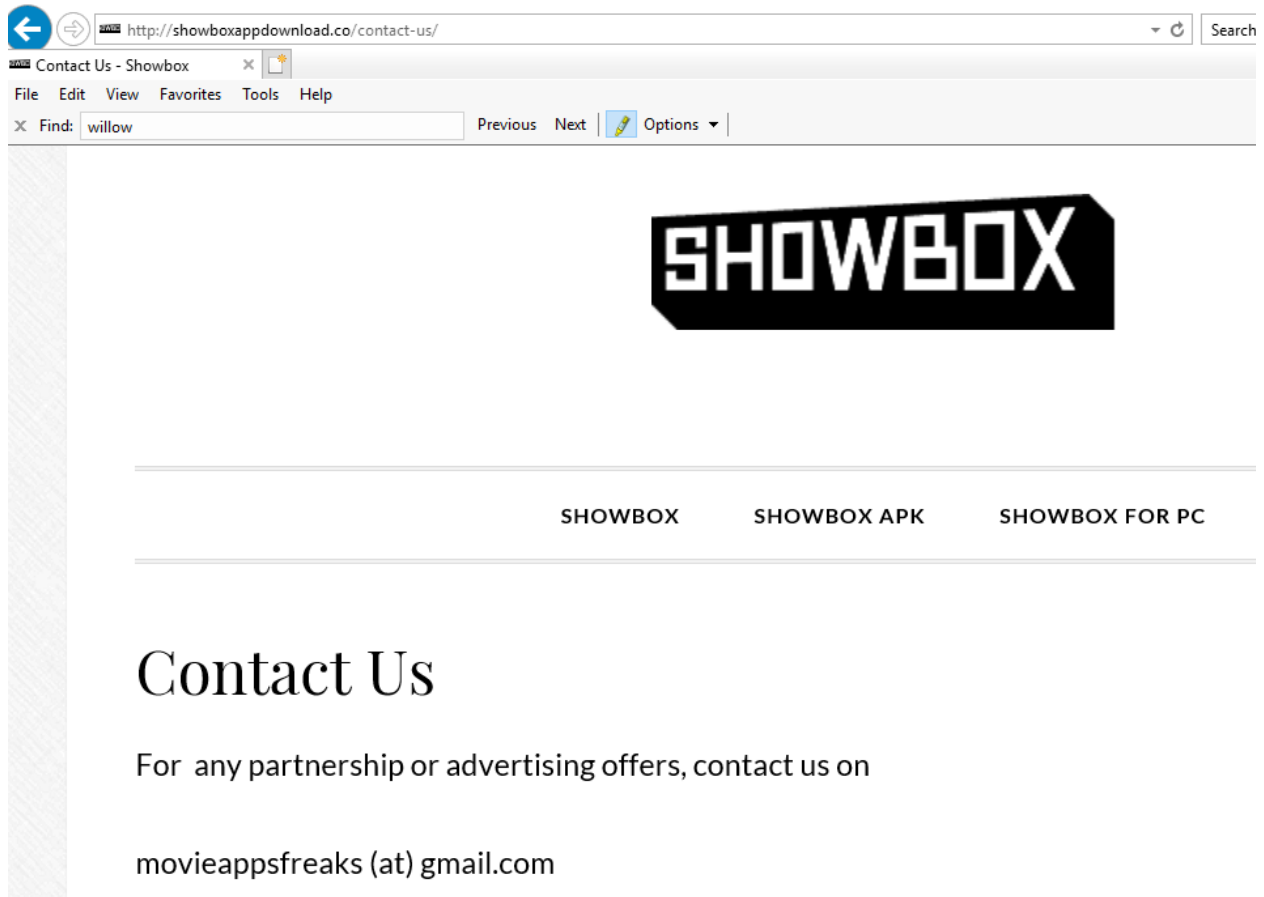 http://showboxappdownload.co/contact-us/ Search
Contact Us - Showbox
File Edit View Favorites Tools Help
Find: willow Previous Next Options
SHOWBOX
SHOWBOX SHOWBOX APK SHOWBOX FOR PC
Contact Us
For any partnership or advertising offers, contact us on
movieappsfreaks (at) gmail.com